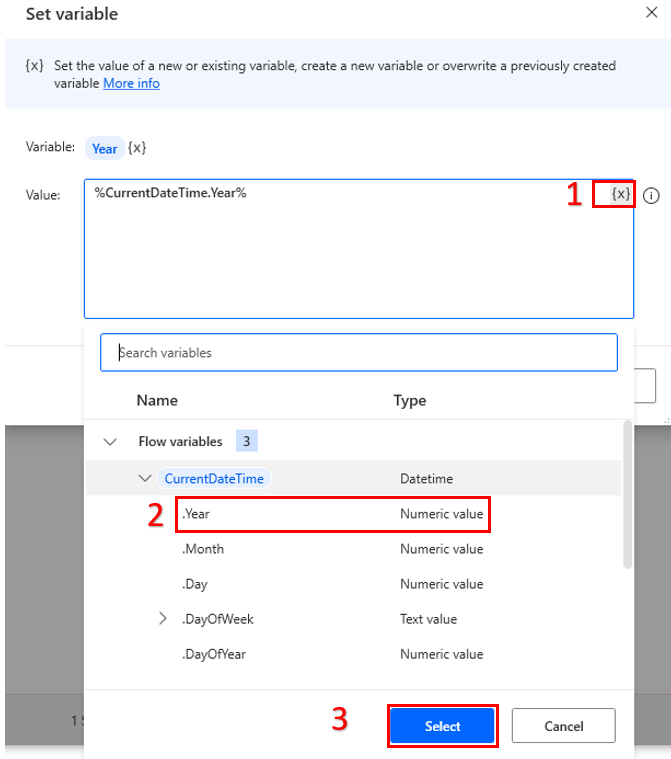 Set variable
{x} Set the value of a new or existing variable, create a new variable or overwrite a previously created
variable More info
Variable: Year {x}
Value: %CurrentDateTime.Year% 1 {x}
Search variables
Name Type
Flow variables 3
CurrentDateTime Datetime
2 .Year Numeric value
.Month Numeric value
.Day Numeric value
.DayOfWeek Text value
.DayOfYear Numeric value
1
3 Select Cancel